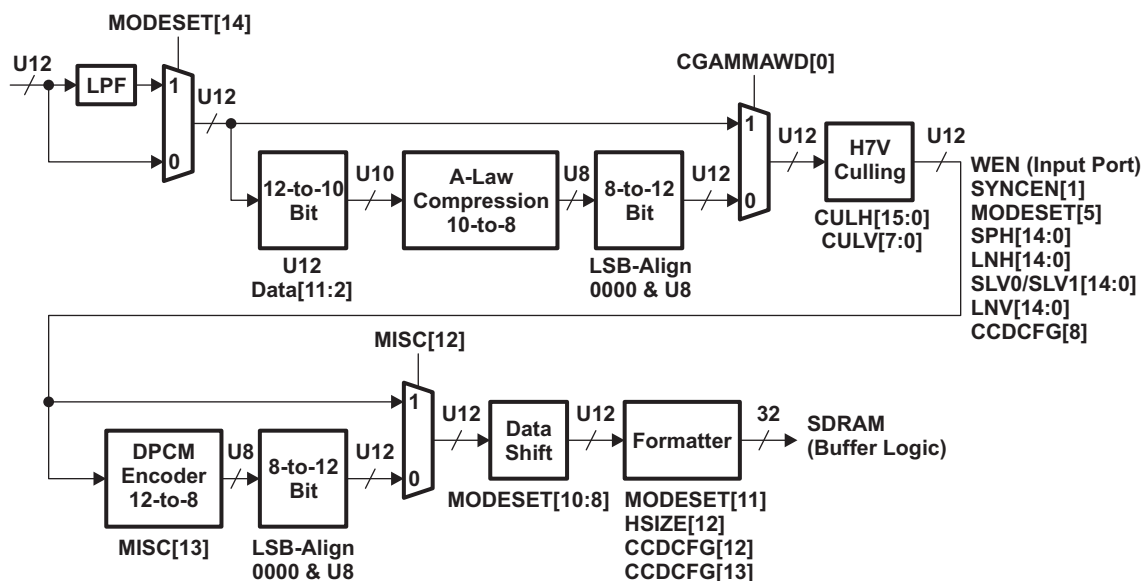 MODESET[14]
U12
LPF
1
0
U12
CGAMMAWD[0]
12-to-10
Bit
U12
Data[11:2]
U10
A-Law
Compression
10-to-8
U8
8-to-12
Bit
LSB-Align
0000 & U8
U12
1
0
U12
H7V
Culling
CULH[15:0]
CULV[7:0]
U12
WEN (Input Port)
SYNCEN[1]
MODESET[5]
SPH[14:0]
LNH[14:0]
SLV0/SLV1[14:0]
LNV[14:0]
CCDCFG[8]
MISC[12]
DPCM
Encoder
12-to-8
MISC[13]
U8
8-to-12
Bit
LSB-Align
0000 & U8
U12
1
0
U12
Data
Shift
MODESET[10:8]
U12
Formatter
MODESET[11]
HSIZE[12]
CCDCFG[12]
CCDCFG[13]
32
SDRAM
(Buffer Logic)